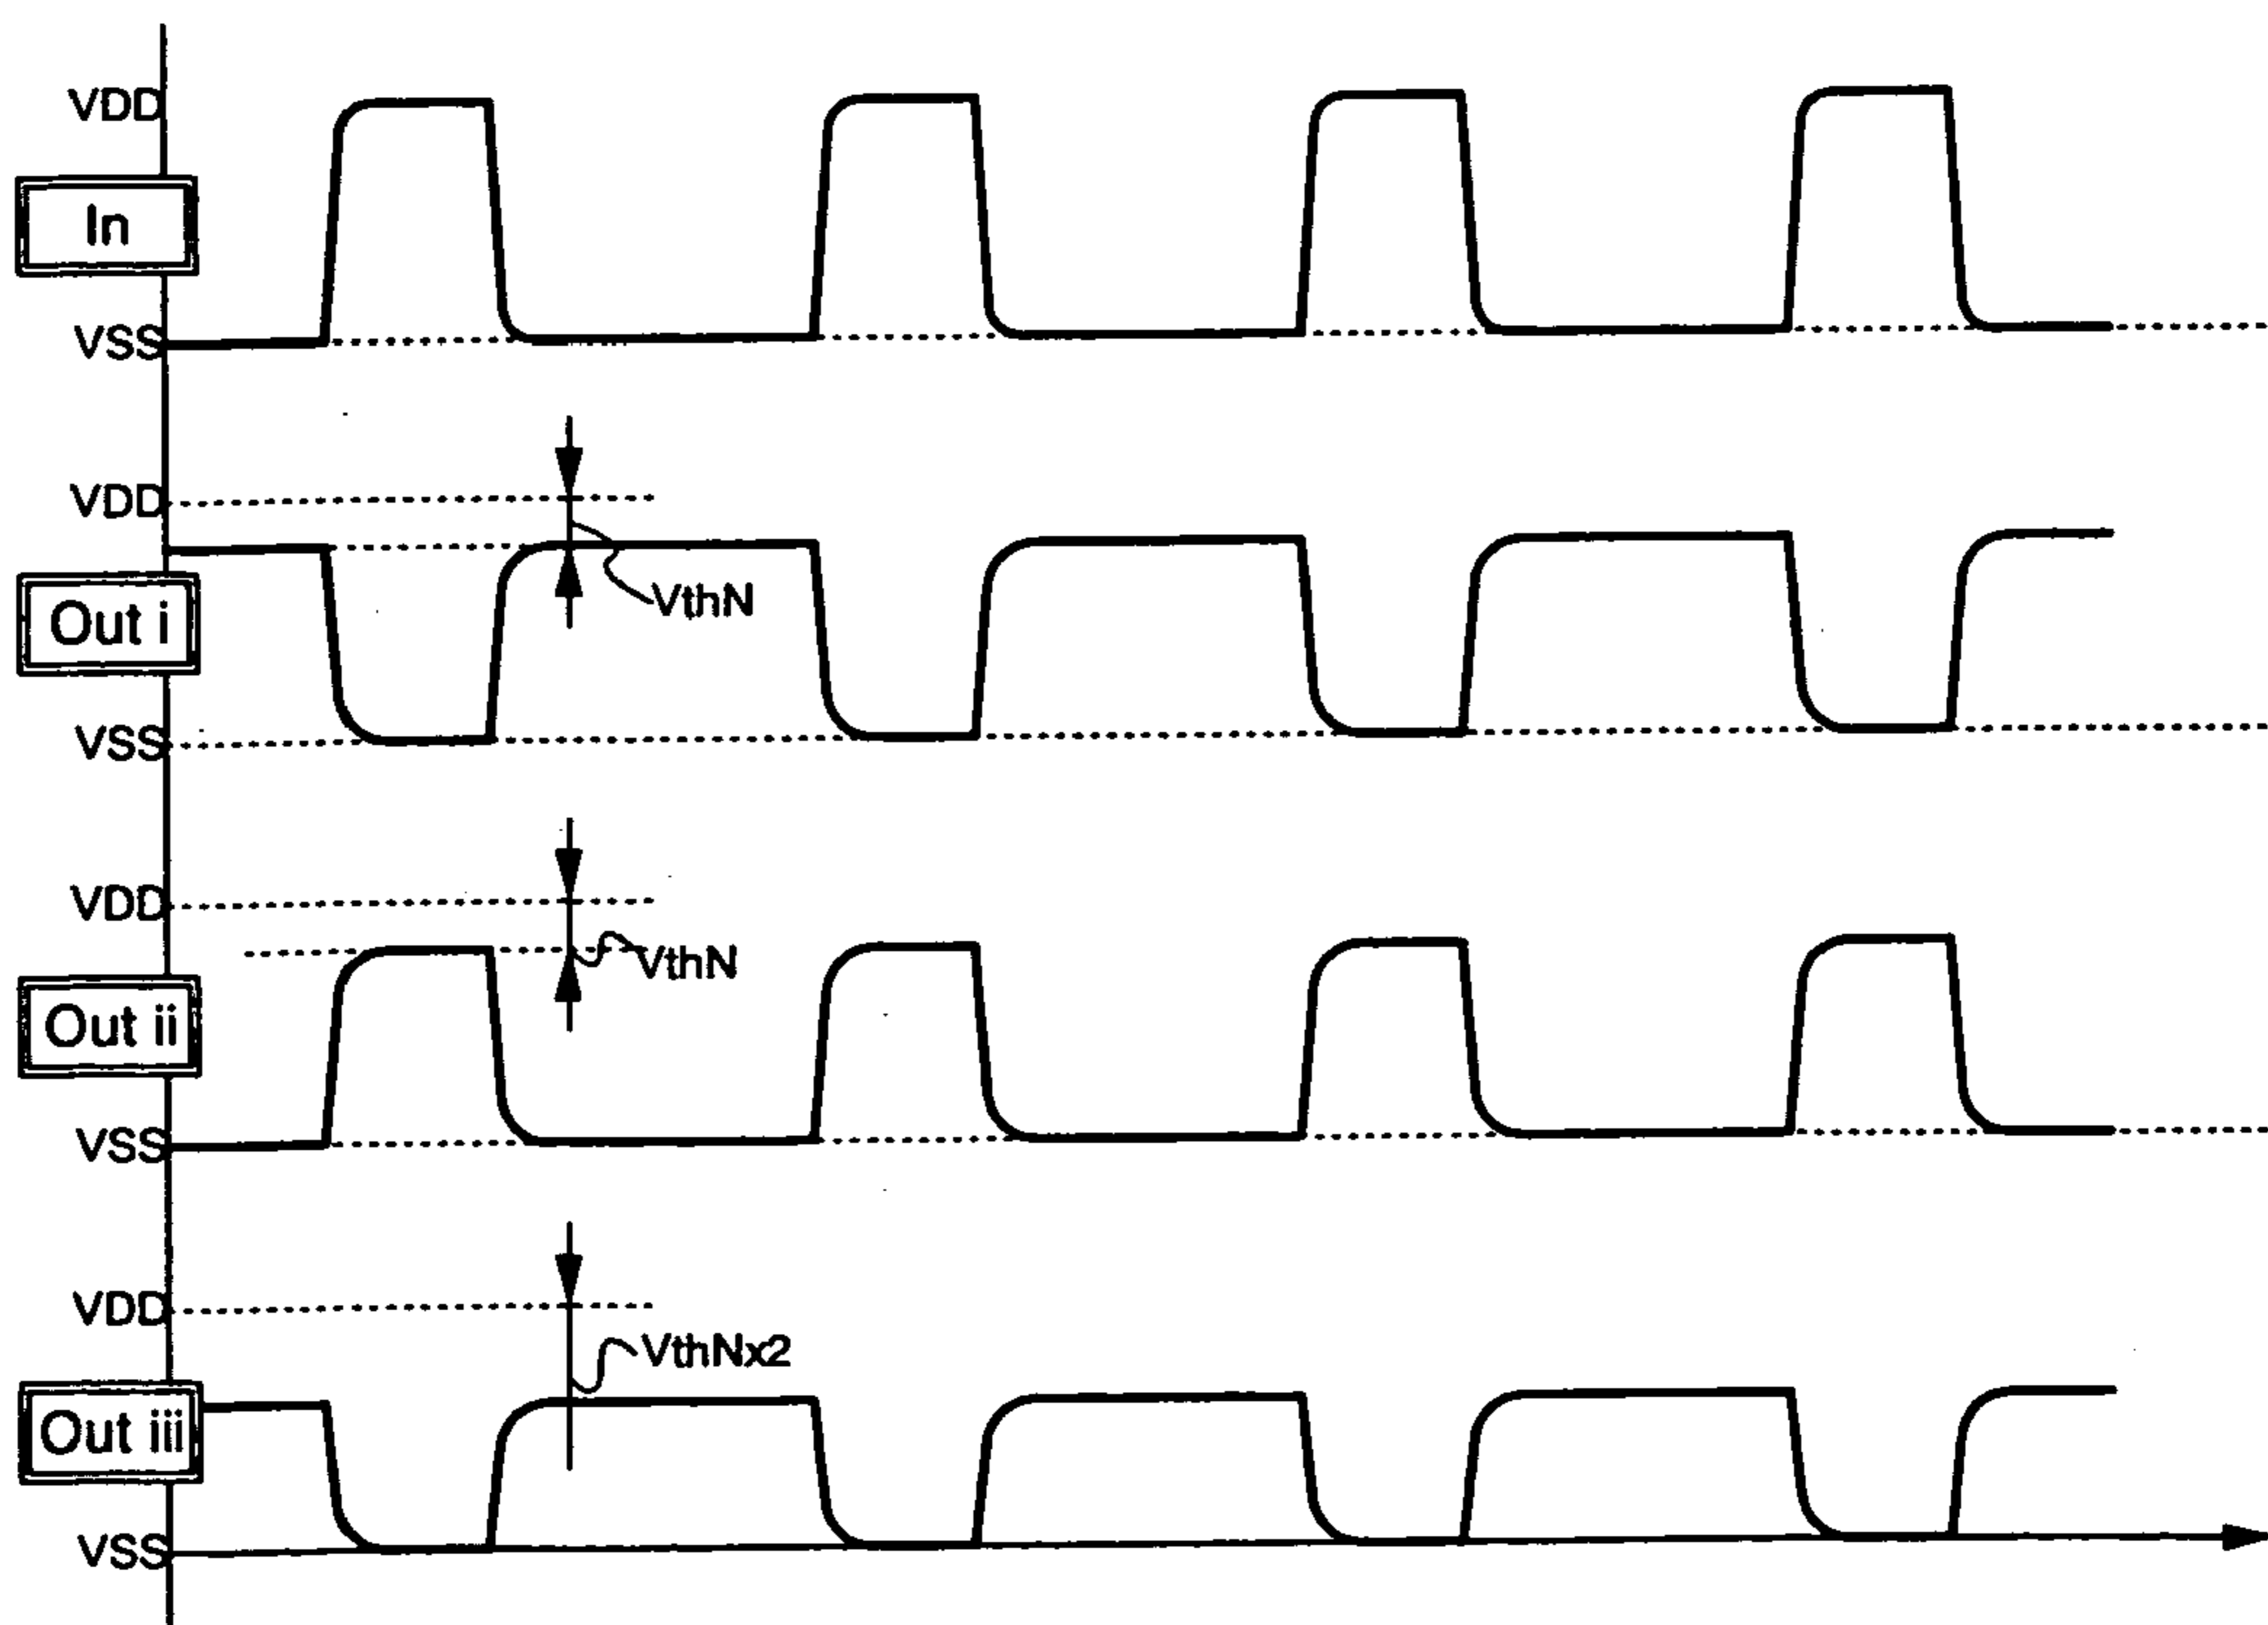 VDD
In
VSS
VDD
VthN
Out i
VSS
VDD
VthN
Out ii
VSS
VDD
VthNx2
Out iii
VSS